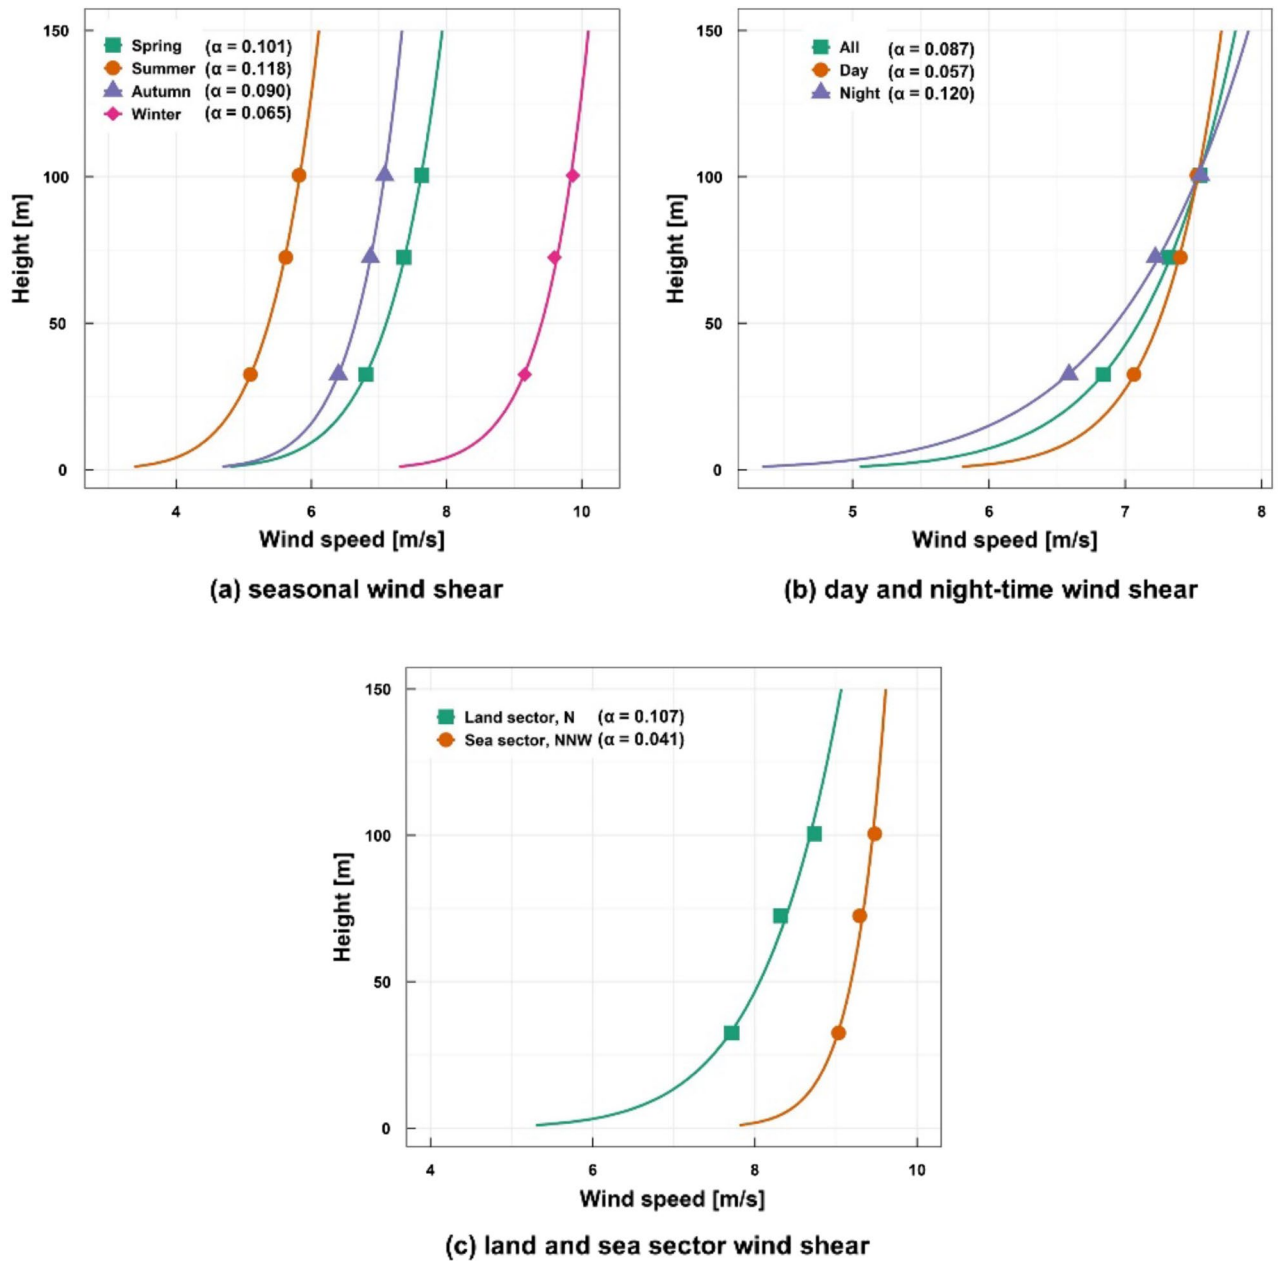 150
100
50
0
Height [m]
Spring (α = 0.101)
Summer (α = 0.118)
Autumn (α = 0.090)
Winter (α = 0.065)
4 6 8 10
Wind speed [m/s]
(a) seasonal wind shear
150
100
50
0
Height [m]
All (α = 0.087)
Day (α = 0.057)
Night (α = 0.120)
5 6 7 8
Wind speed [m/s]
(b) day and night-time wind shear
150
100
50
0
Height [m]
Land sector, N (α = 0.107)
Sea sector, NNW (α = 0.041)
4 6 8 10
Wind speed [m/s]
(c) land and sea sector wind shear